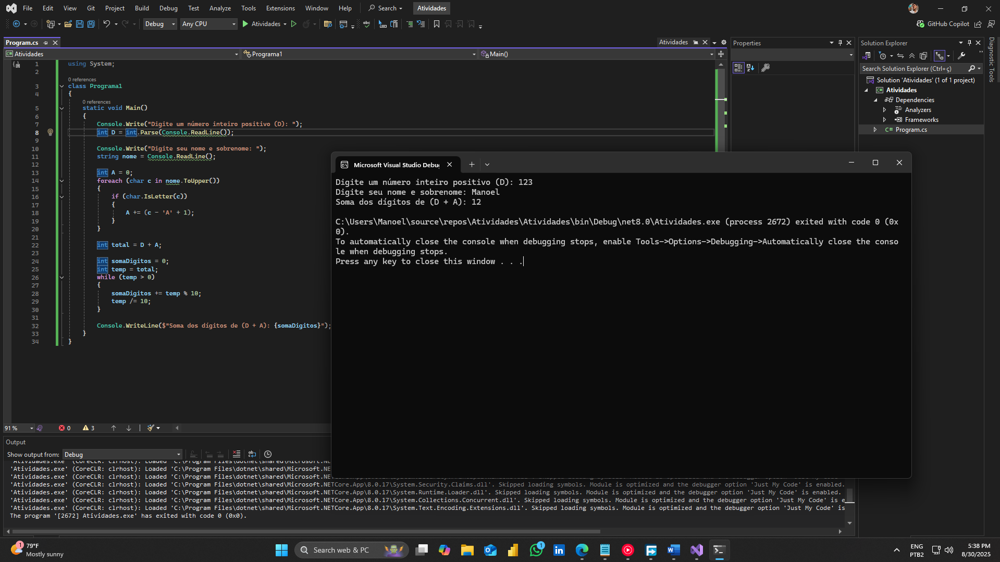 File Edit View Git Project Build Debug Test Analyze Tools Extensions Window Help Search Atividades
Debug Any CPU Atividades GitHub Copilot
Program.cs Atividades
Atividades Programa1 Main()
1 using System;
2
0 references
3 class Programa1
4 {
0 references
5 static void Main()
6 {
7 Console.Write("Digite um número inteiro positivo (D): ");
8 int D = int.Parse(Console.ReadLine());
9
10 Console.Write("Digite seu nome e sobrenome: ");
11 string nome = Console.ReadLine();
12
13 int A = 0;
14 foreach (char c in nome.ToUpper())
15 {
16 if (char.IsLetter(c))
17 {
18 A += (c - 'A' + 1);
19 }
20 }
21
22 int total = D + A;
23
24 int somaDigitos = 0;
25 int temp = total;
26 while (temp > 0)
27 {
28 somaDigitos += temp % 10;
29 temp /= 10;
30 }
31
32 Console.WriteLine($"Soma dos dígitos de (D + A): {somaDigitos}");
33 }
34 }
91 % 0 3
Microsoft Visual Studio Debu
Digite um número inteiro positivo (D): 123
Digite seu nome e sobrenome: Manoel
Soma dos dígitos de (D + A): 12
C:\Users\Manoel\source\repos\Atividades\Atividades\bin\Debug\net8.0\Atividades.exe (process 2672) exited with code 0 (0x
0).
To automatically close the console when debugging stops, enable Tools->Options->Debugging->Automatically close the conso
le when debugging stops.
Press any key to close this window . . .
Properties
Solution Explorer
Search Solution Explorer (Ctrl+ç)
Solution 'Atividades' (1 of 1 project)
Atividades
Dependencies
Analyzers
Frameworks
C# Program.cs
Diagnostic Tools
Output
Show output from: Debug
'Atividades.exe' (CoreCLR: clrhost): Loaded 'C:\Program Files\dotnet\shared\Microsoft.NE
'Atividades.exe' (CoreCLR: clrhost): Loaded 'C:\Program Files\dotnet\shared\Microsoft.NE
'Atividades.exe' (CoreCLR: clrhost): Loaded 'C:\Program Files\dotnet\shared\Microsoft.NETCore.App\8.0.17\
'Atividades.exe' (CoreCLR: clrhost): Loaded 'C:\Program Files\dotnet\shared\Microsoft.NETCore.App\8.0.17\System.Security.Claims.dll'. Skipped loading symbols. Module is optimized and the debugger option 'Just My Code' is enabled.
'Atividades.exe' (CoreCLR: clrhost): Loaded 'C:\Program Files\dotnet\shared\Microsoft.NETCore.App\8.0.17\System.Runtime.Loader.dll'. Skipped loading symbols. Module is optimized and the debugger option 'Just My Code' is enabled.
'Atividades.exe' (CoreCLR: clrhost): Loaded 'C:\Program Files\dotnet\shared\Microsoft.NETCore.App\8.0.17\System.Collections.Concurrent.dll'. Skipped loading symbols. Module is optimized and the debugger option 'Just My Code' is e
'Atividades.exe' (CoreCLR: clrhost): Loaded 'C:\Program Files\dotnet\shared\Microsoft.NETCore.App\8.0.17\System.Text.Encoding.Extensions.dll'. Skipped loading symbols. Module is optimized and the debugger option 'Just My Code' is
The program '[2672] Atividades.exe' has exited with code 0 (0x0).
1 79°F
Mostly sunny
Search web & PC
1
ENG
PTB2
5:38 PM
8/30/2025